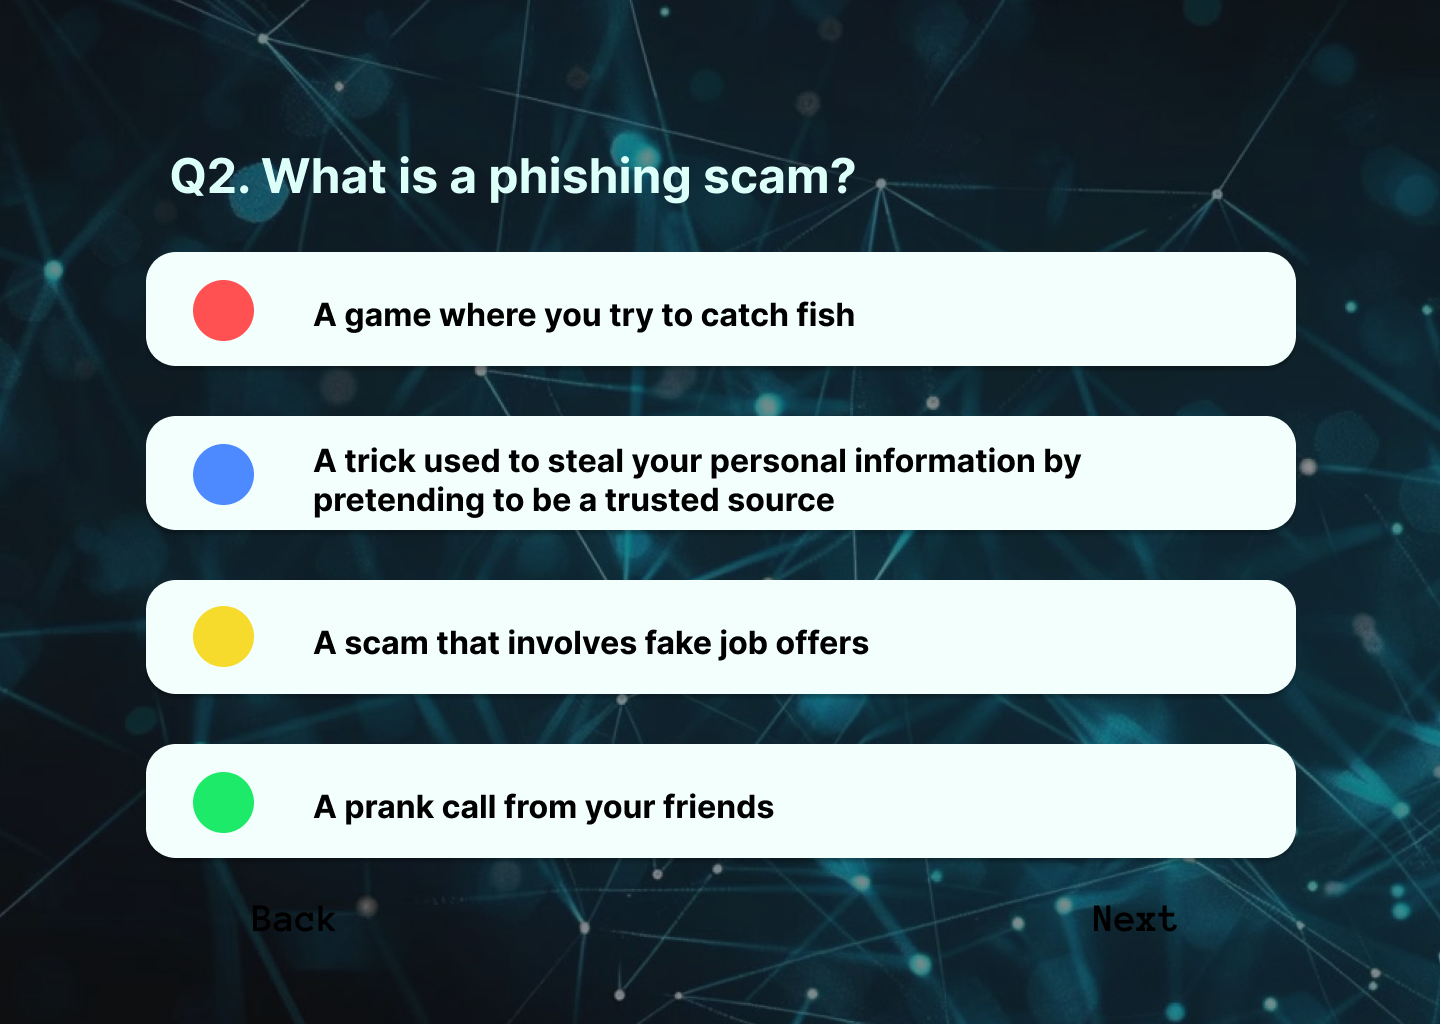 Q2. What is a phishing scam?
A game where you try to catch fish
A trick used to steal your personal information by
pretending to be a trusted source
A scam that involves fake job offers
A prank call from your friends
Back
Next